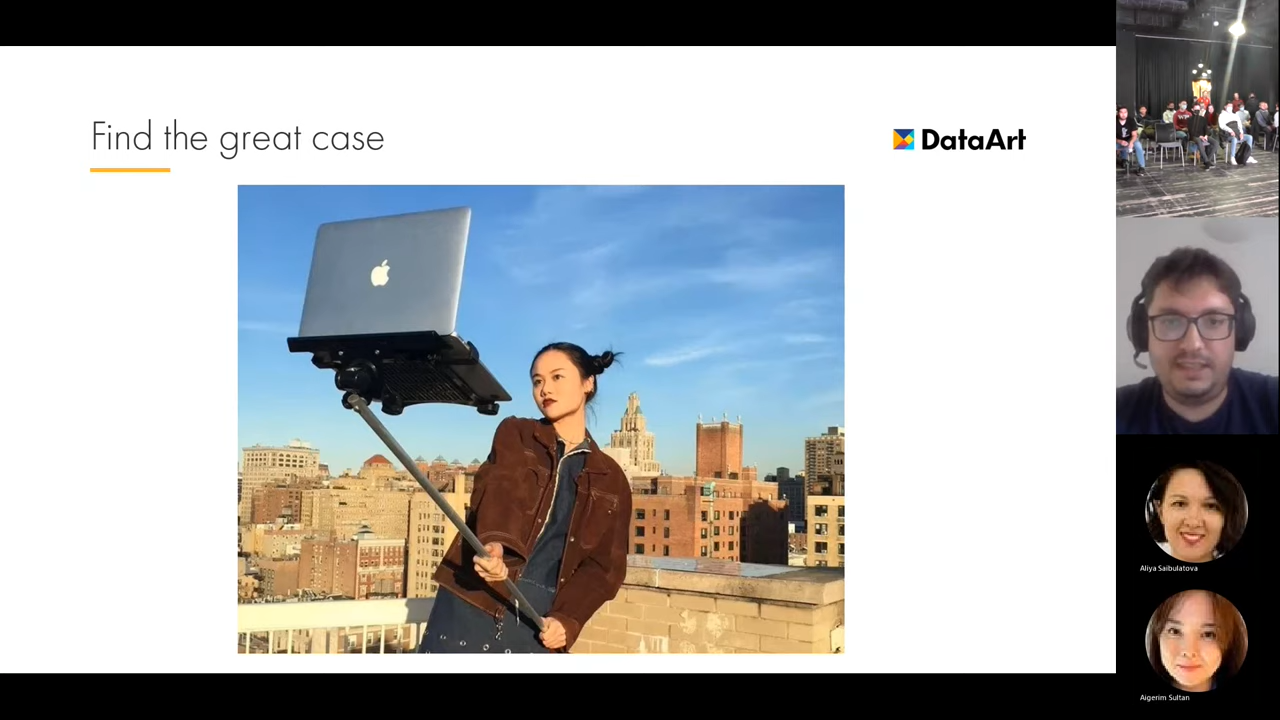 Find the great case
DataArt
Aliya Saibulatova
Aigerim Sultan